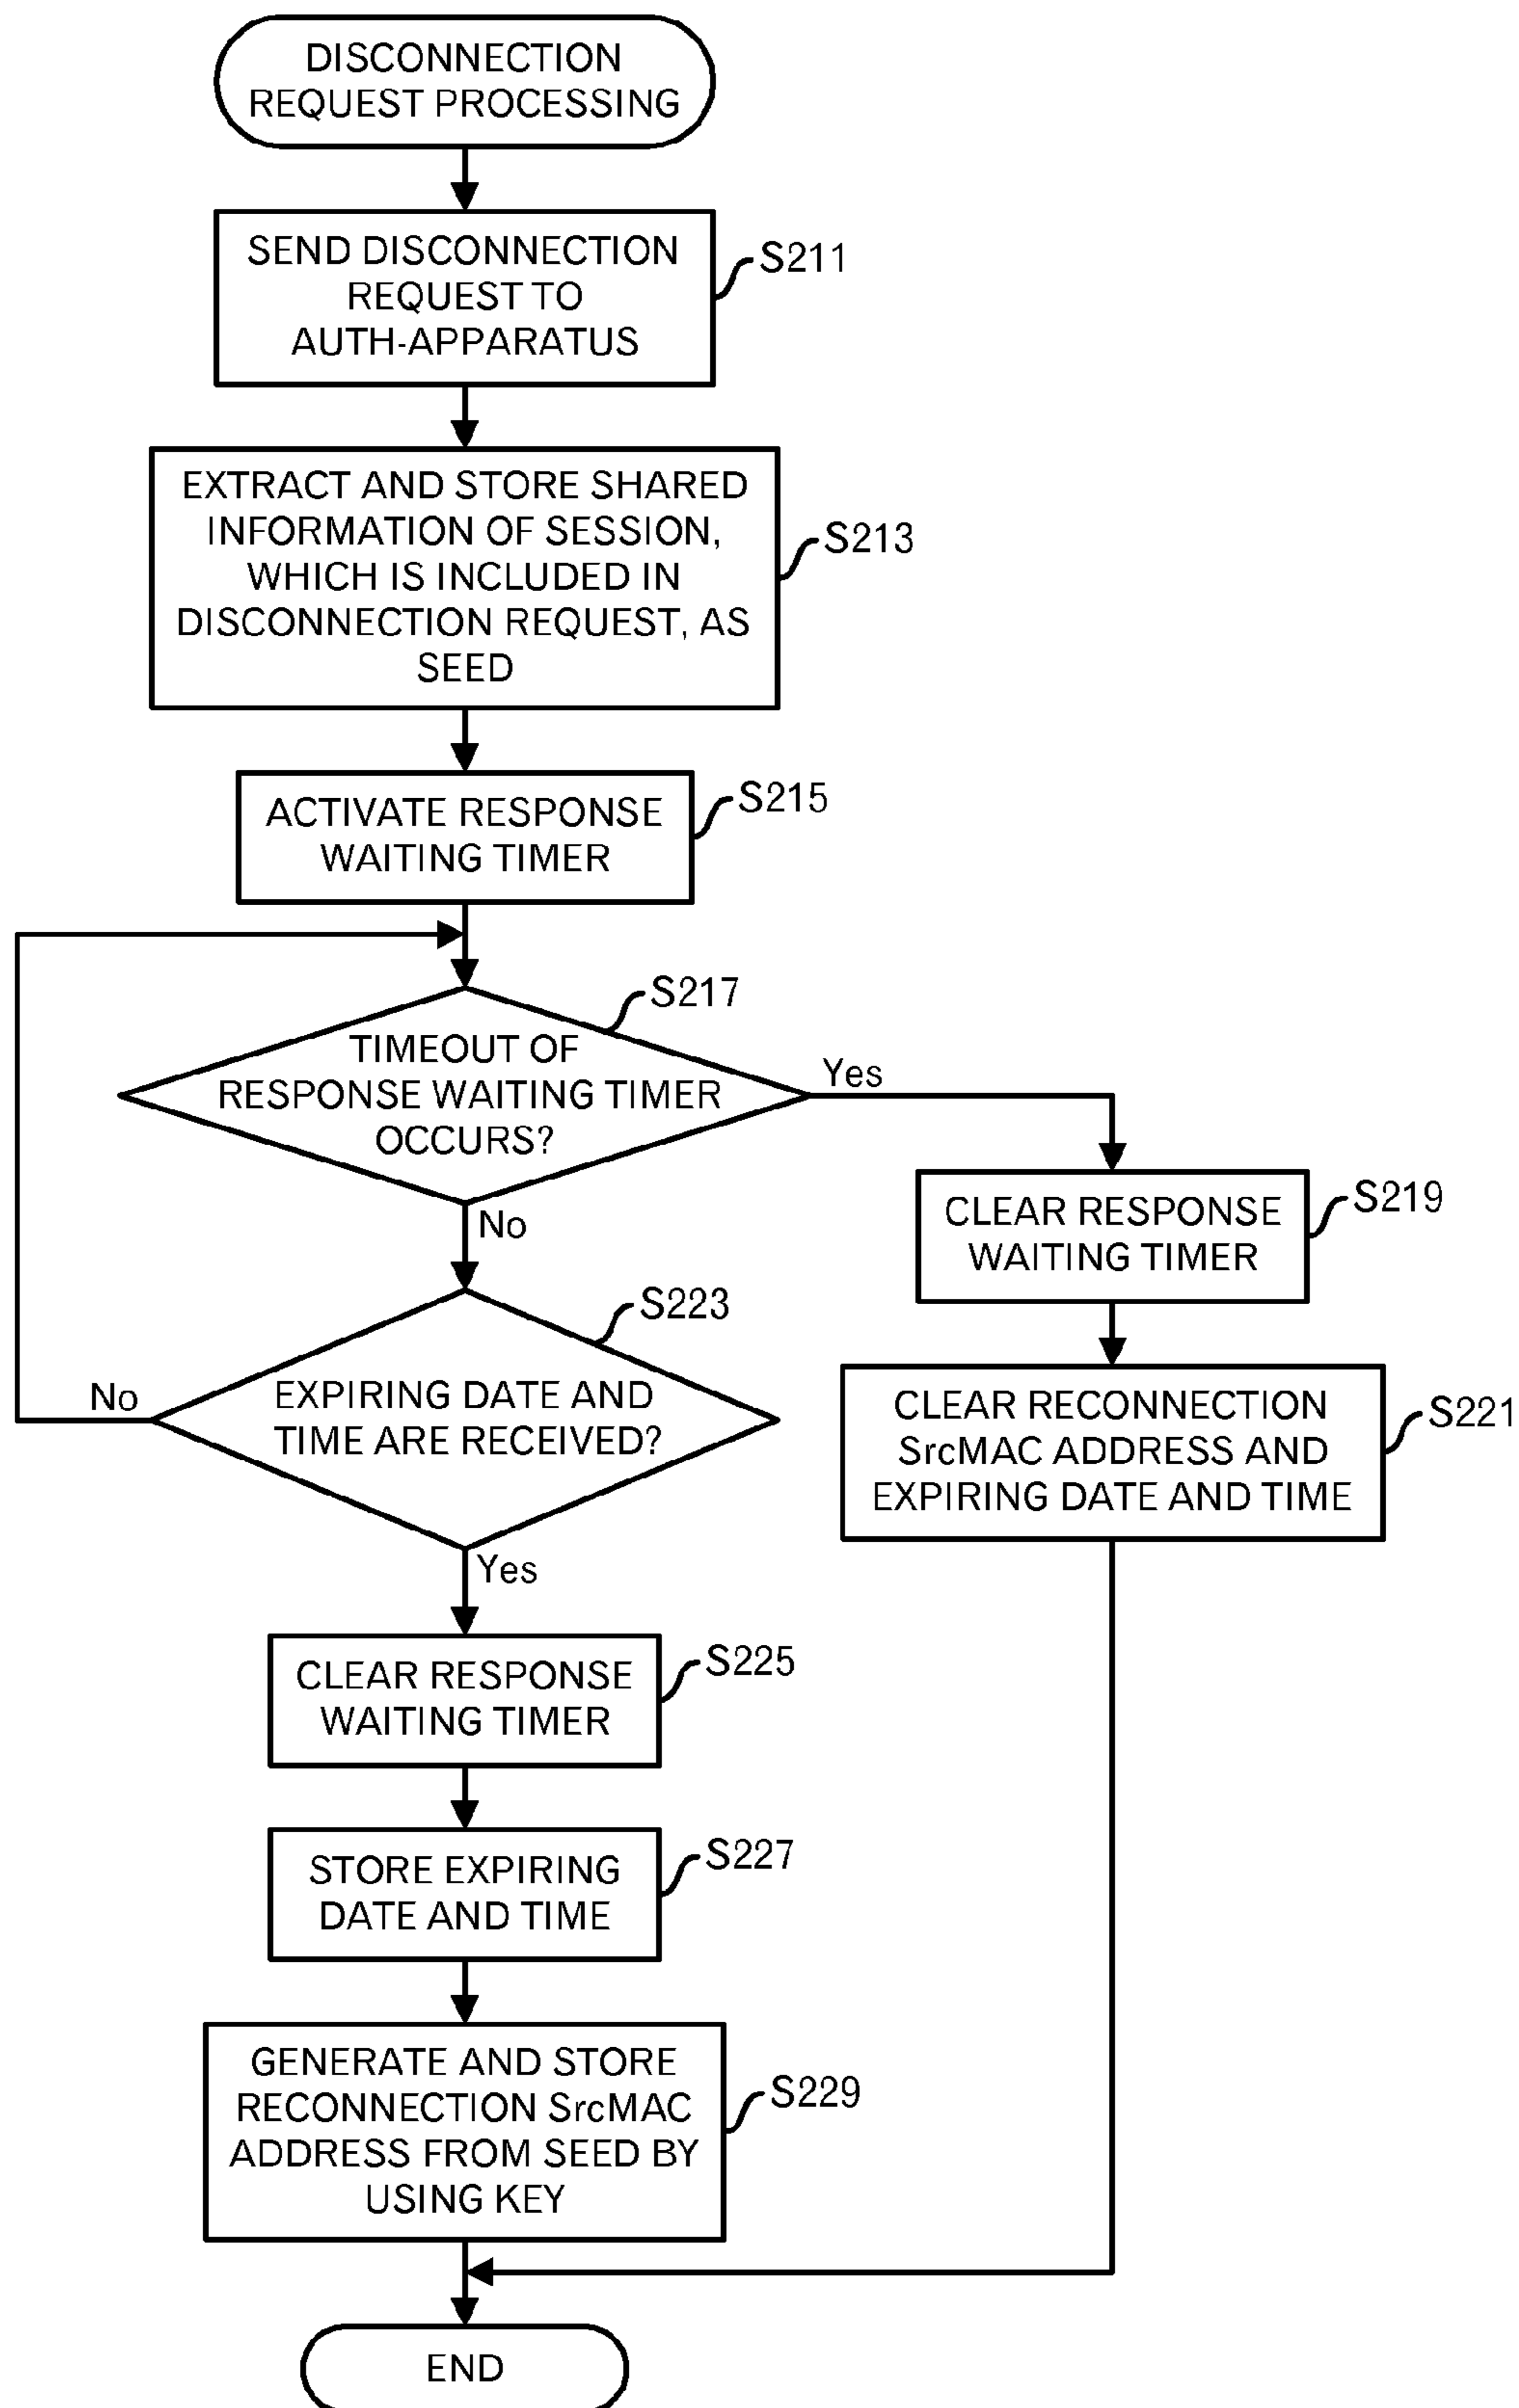 DISCONNECTION
REQUEST PROCESSING
SEND DISCONNECTION
REQUEST TO
AUTH-APPARATUS
S211
EXTRACT AND STORE SHARED
INFORMATION OF SESSION,
WHICH IS INCLUDED IN
DISCONNECTION REQUEST, AS
SEED
S213
ACTIVATE RESPONSE
WAITING TIMER
S215
S217
TIMEOUT OF
RESPONSE WAITING TIMER
OCCURS?
Yes
No
CLEAR RESPONSE
WAITING TIMER
S219
CLEAR RECONNECTION
SrcMAC ADDRESS AND
EXPIRING DATE AND TIME
S221
S223
EXPIRING DATE AND
TIME ARE RECEIVED?
No
Yes
CLEAR RESPONSE
WAITING TIMER
S225
STORE EXPIRING
DATE AND TIME
S227
GENERATE AND STORE
RECONNECTION SrcMAC
ADDRESS FROM SEED BY
USING KEY
S229
END